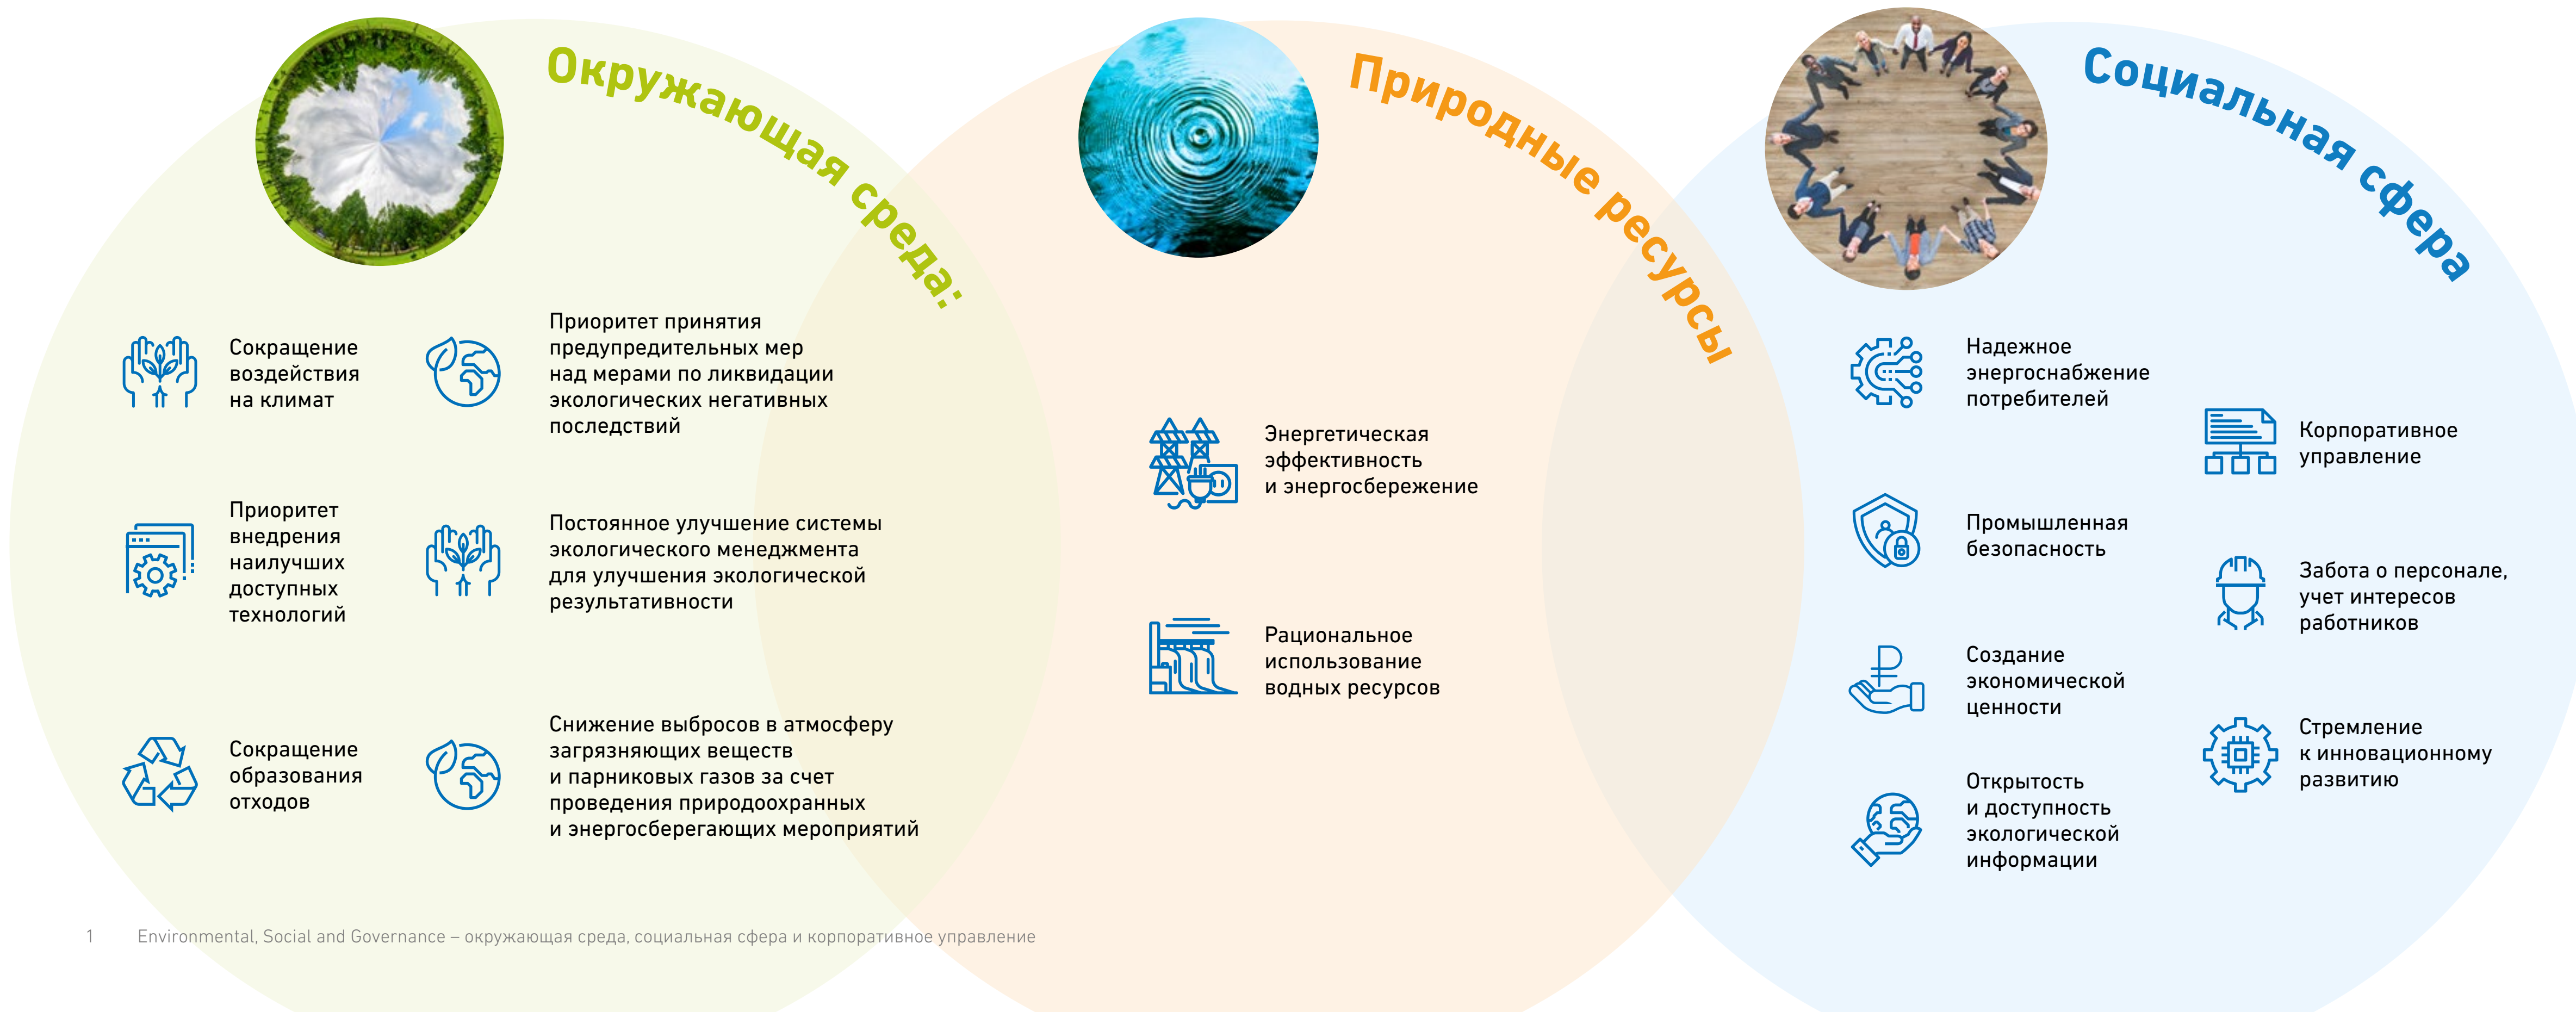 Окружающая среда:
Сокращение
воздействия
на климат
Приоритет принятия
предупредительных мер
над мерами по ликвидации
экологических негативных
последствий
Приоритет
внедрения
наилучших
доступных
технологий
Постоянное улучшение системы
экологического менеджмента
для улучшения экологической
результативности
Сокращение
образования
отходов
Снижение выбросов в атмосферу
загрязняющих веществ
и парниковых газов за счет
проведения природоохранных
и энергосберегающих мероприятий
Природные ресурсы
Энергетическая
эффективность
и энергосбережение
Рациональное
использование
водных ресурсов
Социальная сфера
Надежное
энергоснабжение
потребителей
Корпоративное
управление
Промышленная
безопасность
Забота о персонале,
учет интересов
работников
Создание
экономической
ценности
Стремление
к инновационному
развитию
Открытость
и доступность
экологической
информации
1 Environmental, Social and Governance – окружающая среда, социальная сфера и корпоративное управление